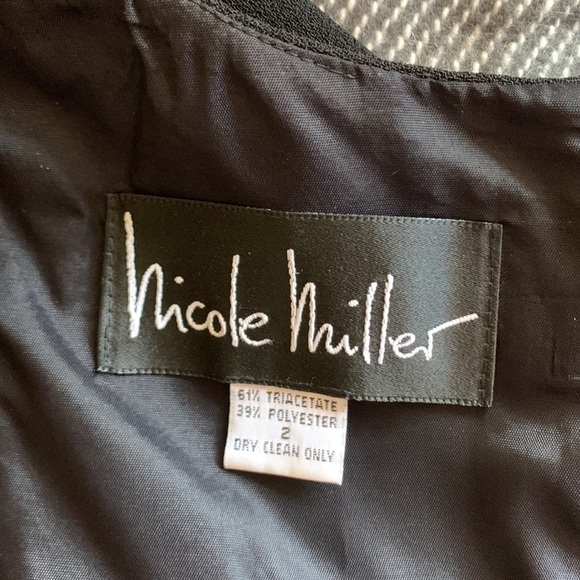 Nicole Miller
61% TRIACETATE
39% POLYESTER
2
DRY CLEAN ONLY